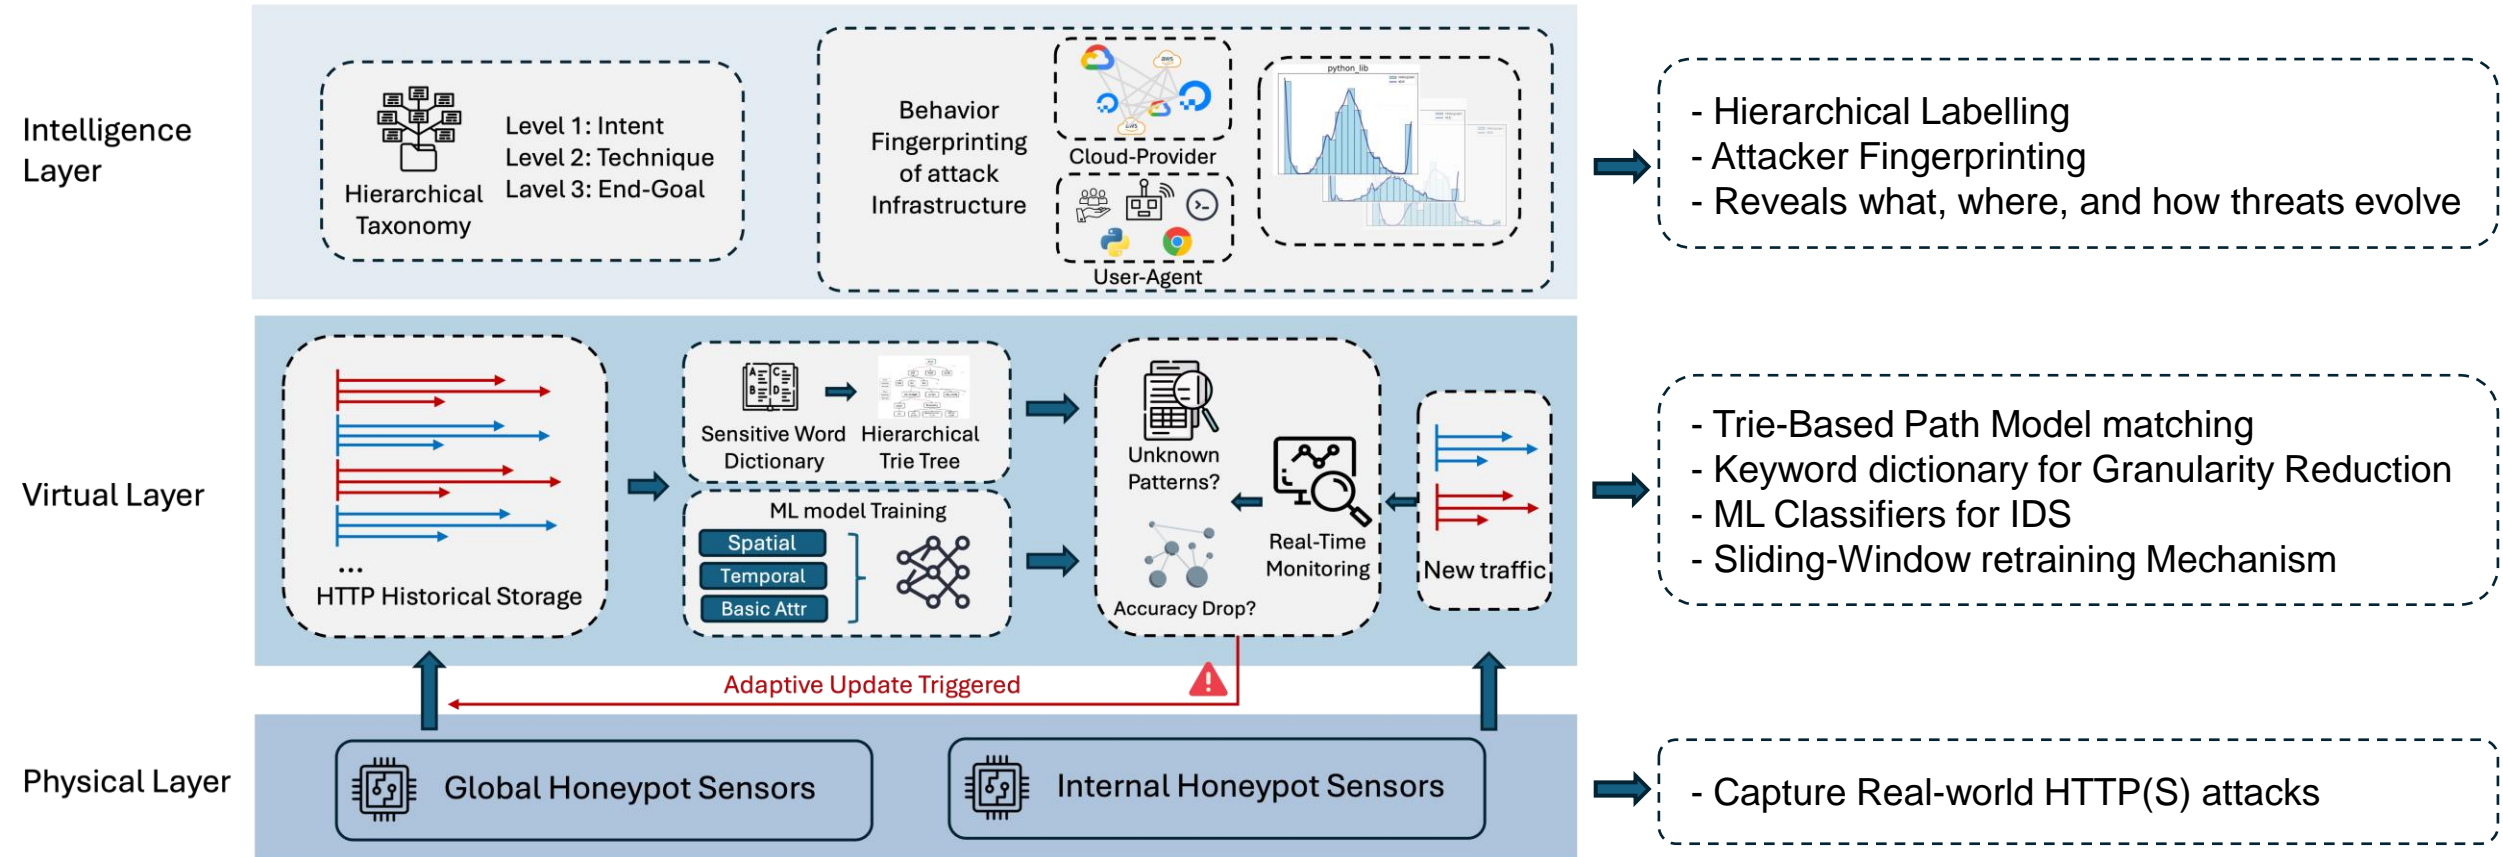 Intelligence
Layer
Hierarchical
Taxonomy
Level 1: Intent
Level 2: Technique
Lavel 3: End-Goal
Behavior
Fingerprinting
of attack
Infrastructure
aws
aws
Cloud-Provider
User-Agent
python_lib
- Hierarchical Labelling
- Attacker Fingerprinting
- Reveals what, where, and how threats evolve
Virtual Layer
...
HTTP Historical Storage
A C
B D
Sensitive Word
Dictionary
Hierarchical
Trie Tree
ML model Training
Spatial
Temporal
Basic Attr
Unknown
Patterns?
Accuracy Drop?
Real-Time
Monitoring
New traffic
- Trie-Based Path Model matching
- Keyword dictionary for Granularity Reduction
- ML Classifiers for IDS
- Sliding-Window retraining Mechanism
Adaptive Update Triggered
Physical Layer
Global Honeypot Sensors
Internal Honeypot Sensors
- Capture Real-world HTTP(S) attacks